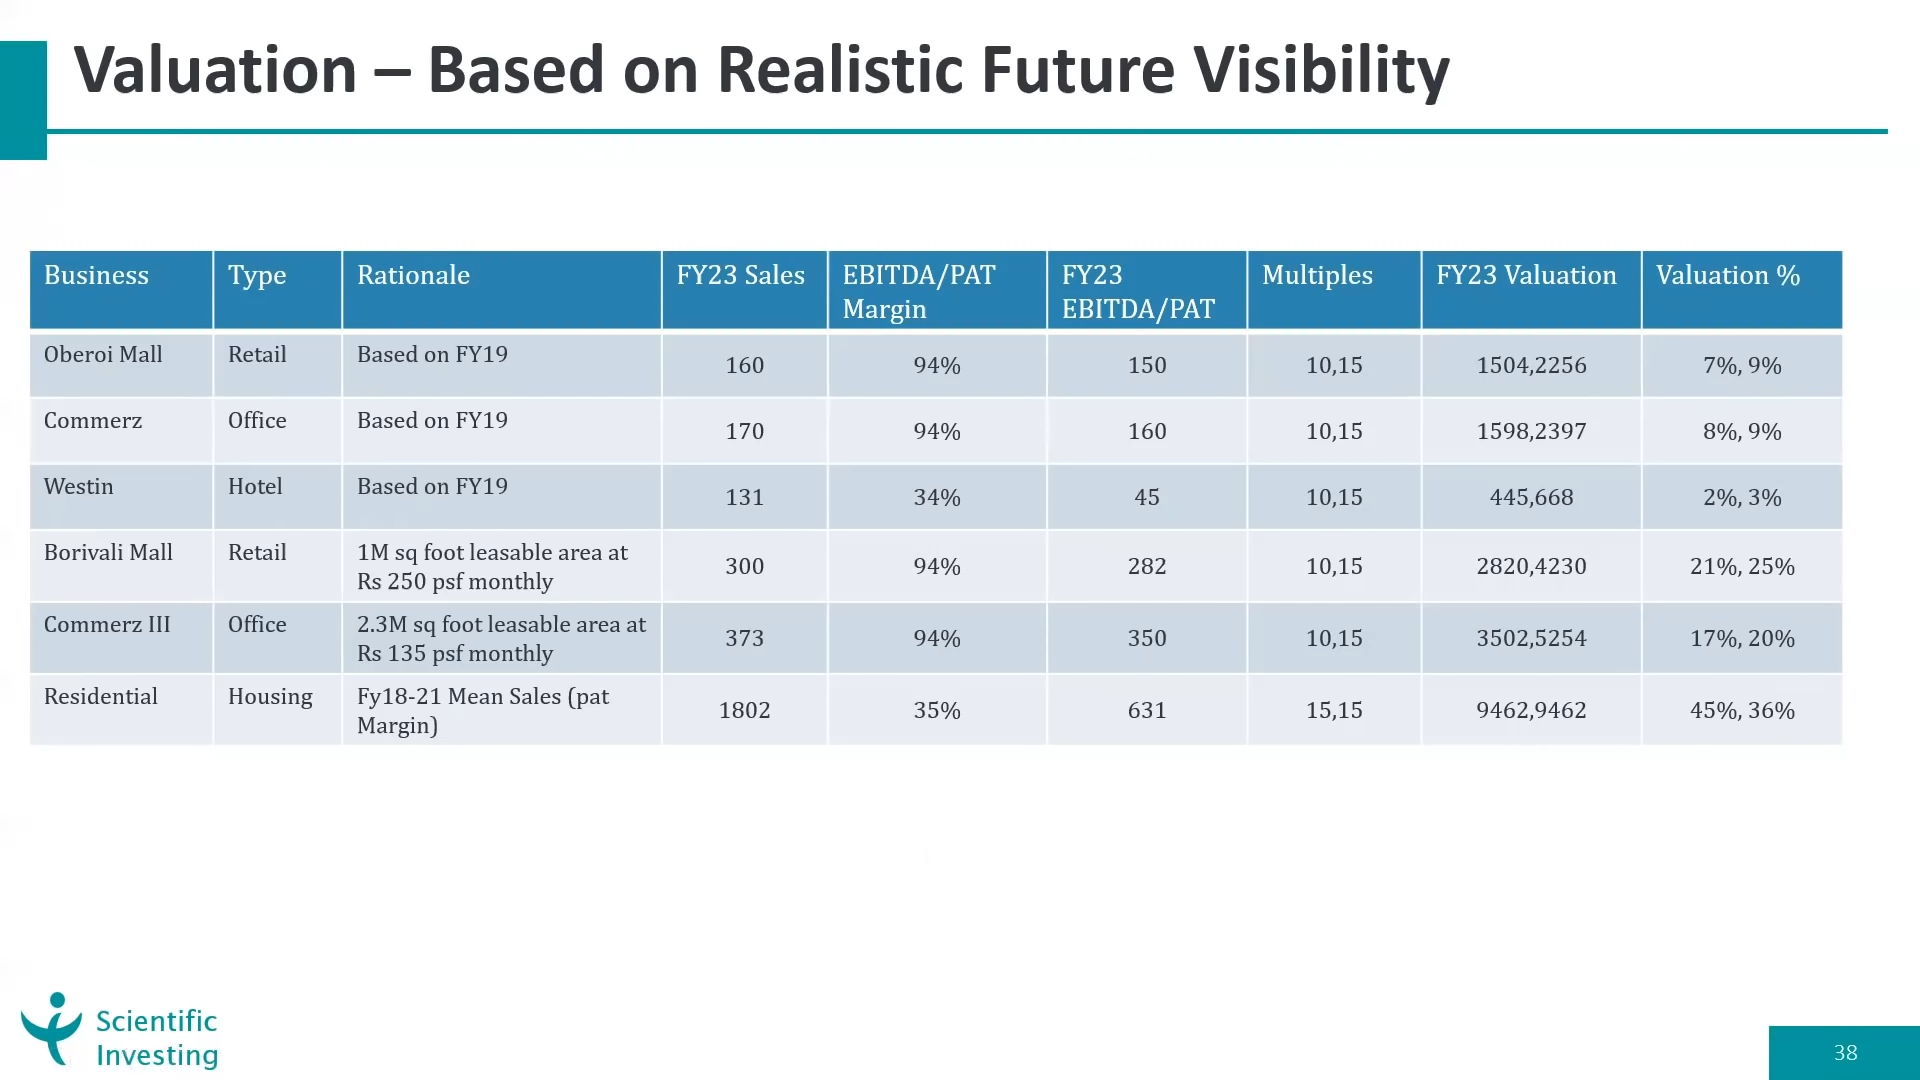 Valuation – Based on Realistic Future Visibility
Business Type Rationale FY23 Sales EBITDA/PAT Margin FY23 EBITDA/PAT Multiples FY23 Valuation Valuation %
Oberoi Mall Retail Based on FY19 160 94% 150 10,15 1504,2256 7%, 9%
Commerz Office Based on FY19 170 94% 160 10,15 1598,2397 8%, 9%
Westin Hotel Based on FY19 131 34% 45 10,15 445,668 2%, 3%
Borivali Mall Retail 1M sq foot leasable area at Rs 250 psf monthly 300 94% 282 10,15 2820,4230 21%, 25%
Commerz III Office 2.3M sq foot leasable area at Rs 135 psf monthly 373 94% 350 10,15 3502,5254 17%, 20%
Residential Housing Fy18-21 Mean Sales (pat Margin) 1802 35% 631 15,15 9462,9462 45%, 36%
Scientific
Investing
38